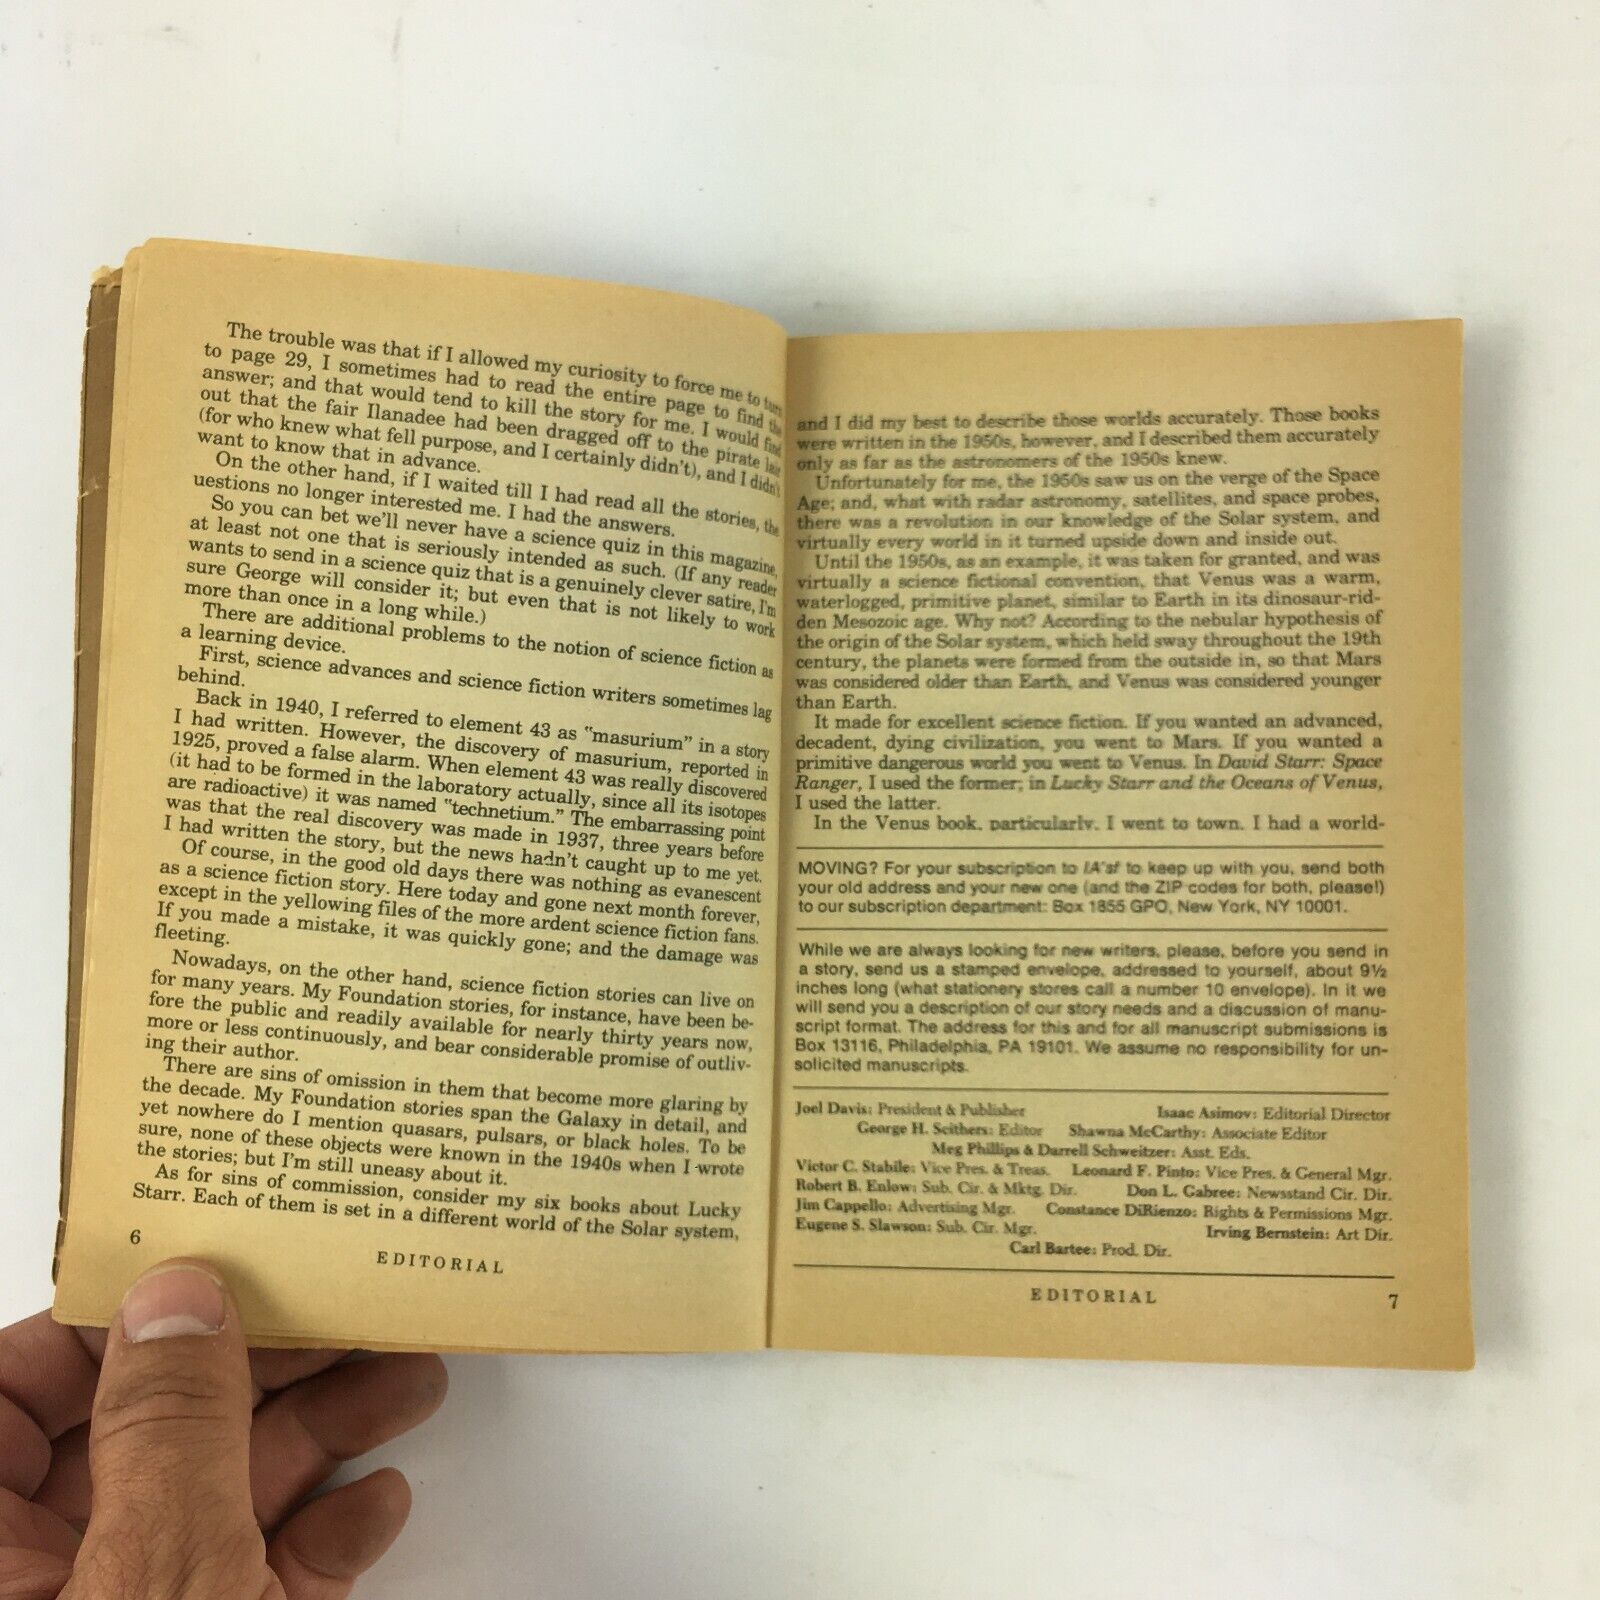 The trouble was that if I allowed my curiosity to force me to turn
to page 29, I sometimes had to read the entire page to find the
answer; and that would tend to kill the story for me. I would find
out that the fair Ilanadee had been dragged off to the pirate lair
(for who knew what fell purpose, and I certainly didn't), and I didn't
want to know that in advance.
On the other hand, if I waited till I had read all the stories, the
uestions no longer interested me. I had the answers.
So you can bet we'll never have a science quiz in this magazine,
at least not one that is seriously intended as such. (If any reader
wants to send in a science quiz that is a genuinely clever satire, I'm
sure George will consider it; but even that is not likely to work
more than once in a long while.)
There are additional problems to the notion of science fiction as
a learning device.
First, science advances and science fiction writers sometimes lag
behind.
Back in 1940, I referred to element 43 as "masurium" in a story
I had written. However, the discovery of masurium, reported in
1925, proved a false alarm. When element 43 was really discovered
(it had to be formed in the laboratory actually, since all its isotopes
are radioactive) it was named "technetium." The embarrassing point
was that the real discovery was made in 1937, three years before
I had written the story, but the news hadn't caught up to me yet.
Of course, in the good old days there was nothing as evanescent
as a science fiction story. Here today and gone next month forever,
except in the yellowing files of the more ardent science fiction fans.
If you made a mistake, it was quickly gone; and the damage was
fleeting.
Nowadays, on the other hand, science fiction stories can live on
for many years. My Foundation stories, for instance, have been be-
fore the public and readily available for nearly thirty years now,
more or less continuously, and bear considerable promise of outliv-
ing their author.
There are sins of omission in them that become more glaring by
the decade. My Foundation stories span the Galaxy in detail, and
yet nowhere do I mention quasars, pulsars, or black holes. To be
sure, none of these objects were known in the 1940s when I wrote
the stories; but I'm still uneasy about it.
As for sins of commission, consider my six books about Lucky
Starr. Each of them is set in a different world of the Solar system,
6
EDITORIAL
and I did my best to describe those worlds accurately. Those books
were written in the 1950s, however, and I described them accurately
only as far as the astronomers of the 1950s knew.
Unfortunately for me, the 1950s saw us on the verge of the Space
Age; and, what with radar astronomy, satellites, and space probes,
there was a revolution in our knowledge of the Solar system, and
virtually every world in it turned upside down and inside out.
Until the 1950s, as an example, it was taken for granted, and was
virtually a science fictional convention, that Venus was a warm,
waterlogged, primitive planet, similar to Earth in its dinosaur-rid-
den Mesozoic age. Why not? According to the nebular hypothesis of
the origin of the Solar system, which held sway throughout the 19th
century, the planets were formed from the outside in, so that Mars
was considered older than Earth, and Venus was considered younger
than Earth.
It made for excellent science fiction. If you wanted an advanced,
decadent, dying civilization, you went to Mars. If you wanted a
primitive dangerous world you went to Venus. In David Starr: Space
Ranger, I used the former; in Lucky Starr and the Oceans of Venus,
I used the latter.
In the Venus book, particularly, I went to town. I had a world-
MOVING? For your subscription to IA'sf to keep up with you, send both
your old address and your new one (and the ZIP codes for both, please!)
to our subscription department: Box 1855 GPO, New York, NY 10001.
While we are always looking for new writers, please, before you send in
a story, send us a stamped envelope, addressed to yourself, about 9½
inches long (what stationery stores call a number 10 envelope). In it we
will send you a description of our story needs and a discussion of manu-
script format. The address for this and for all manuscript submissions is
Box 13116, Philadelphia, PA 19101. We assume no responsibility for un-
solicited manuscripts.
Joel Davis: President & Publisher Isaac Asimov: Editorial Director
George H. Scithers: Editor Shawna McCarthy: Associate Editor
Meg Phillips & Darrell Schweitzer: Asst. Eds.
Victor C. Stabile: Vice Pres. & Treas. Leonard F. Pinto: Vice Pres. & General Mgr.
Robert B. Enlow: Sub. Cir. & Mktg. Dir. Don L. Gabree: Newsstand Cir. Dir.
Jim Cappello: Advertising Mgr. Constance DiRienzo: Rights & Permissions Mgr.
Eugene S. Slawson: Sub. Cir. Mgr. Irving Bernstein: Art Dir.
Carl Bartee: Prod. Dir.
EDITORIAL
7